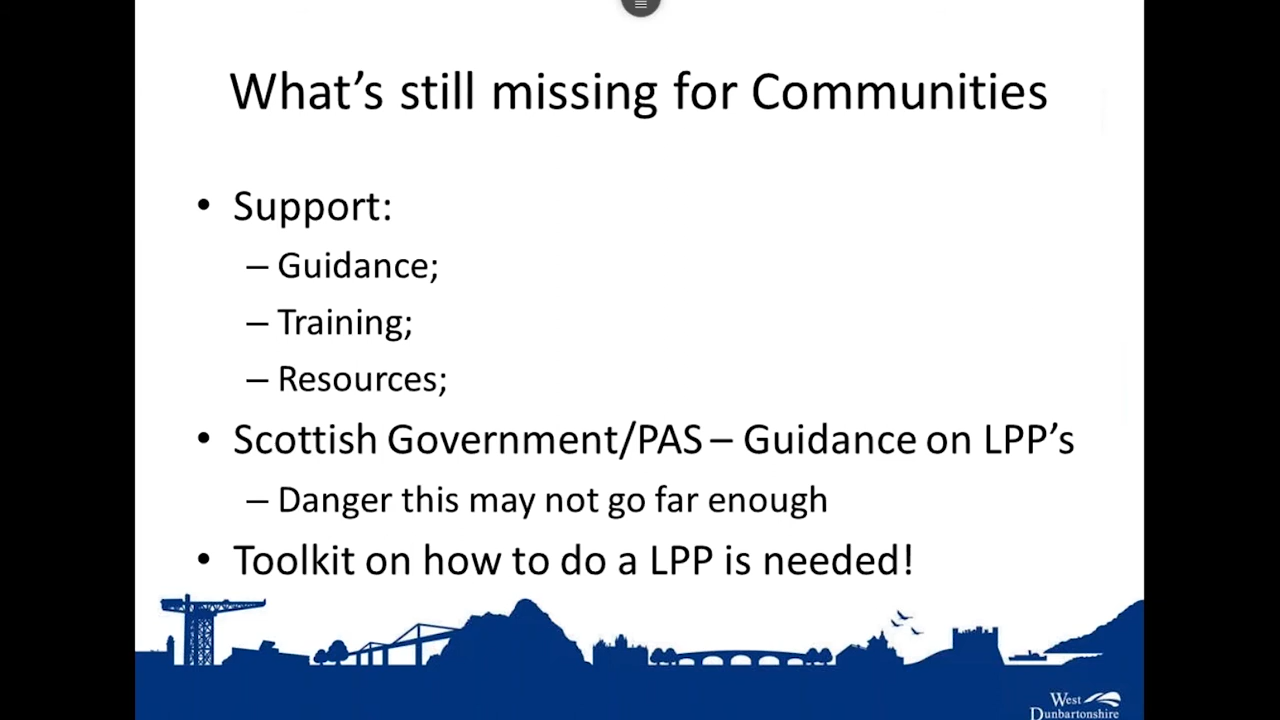 What's still missing for Communities
• Support:
– Guidance;
– Training;
– Resources;
• Scottish Government/PAS – Guidance on LPP's
– Danger this may not go far enough
• Toolkit on how to do a LPP is needed!
West
Dunbartonshire